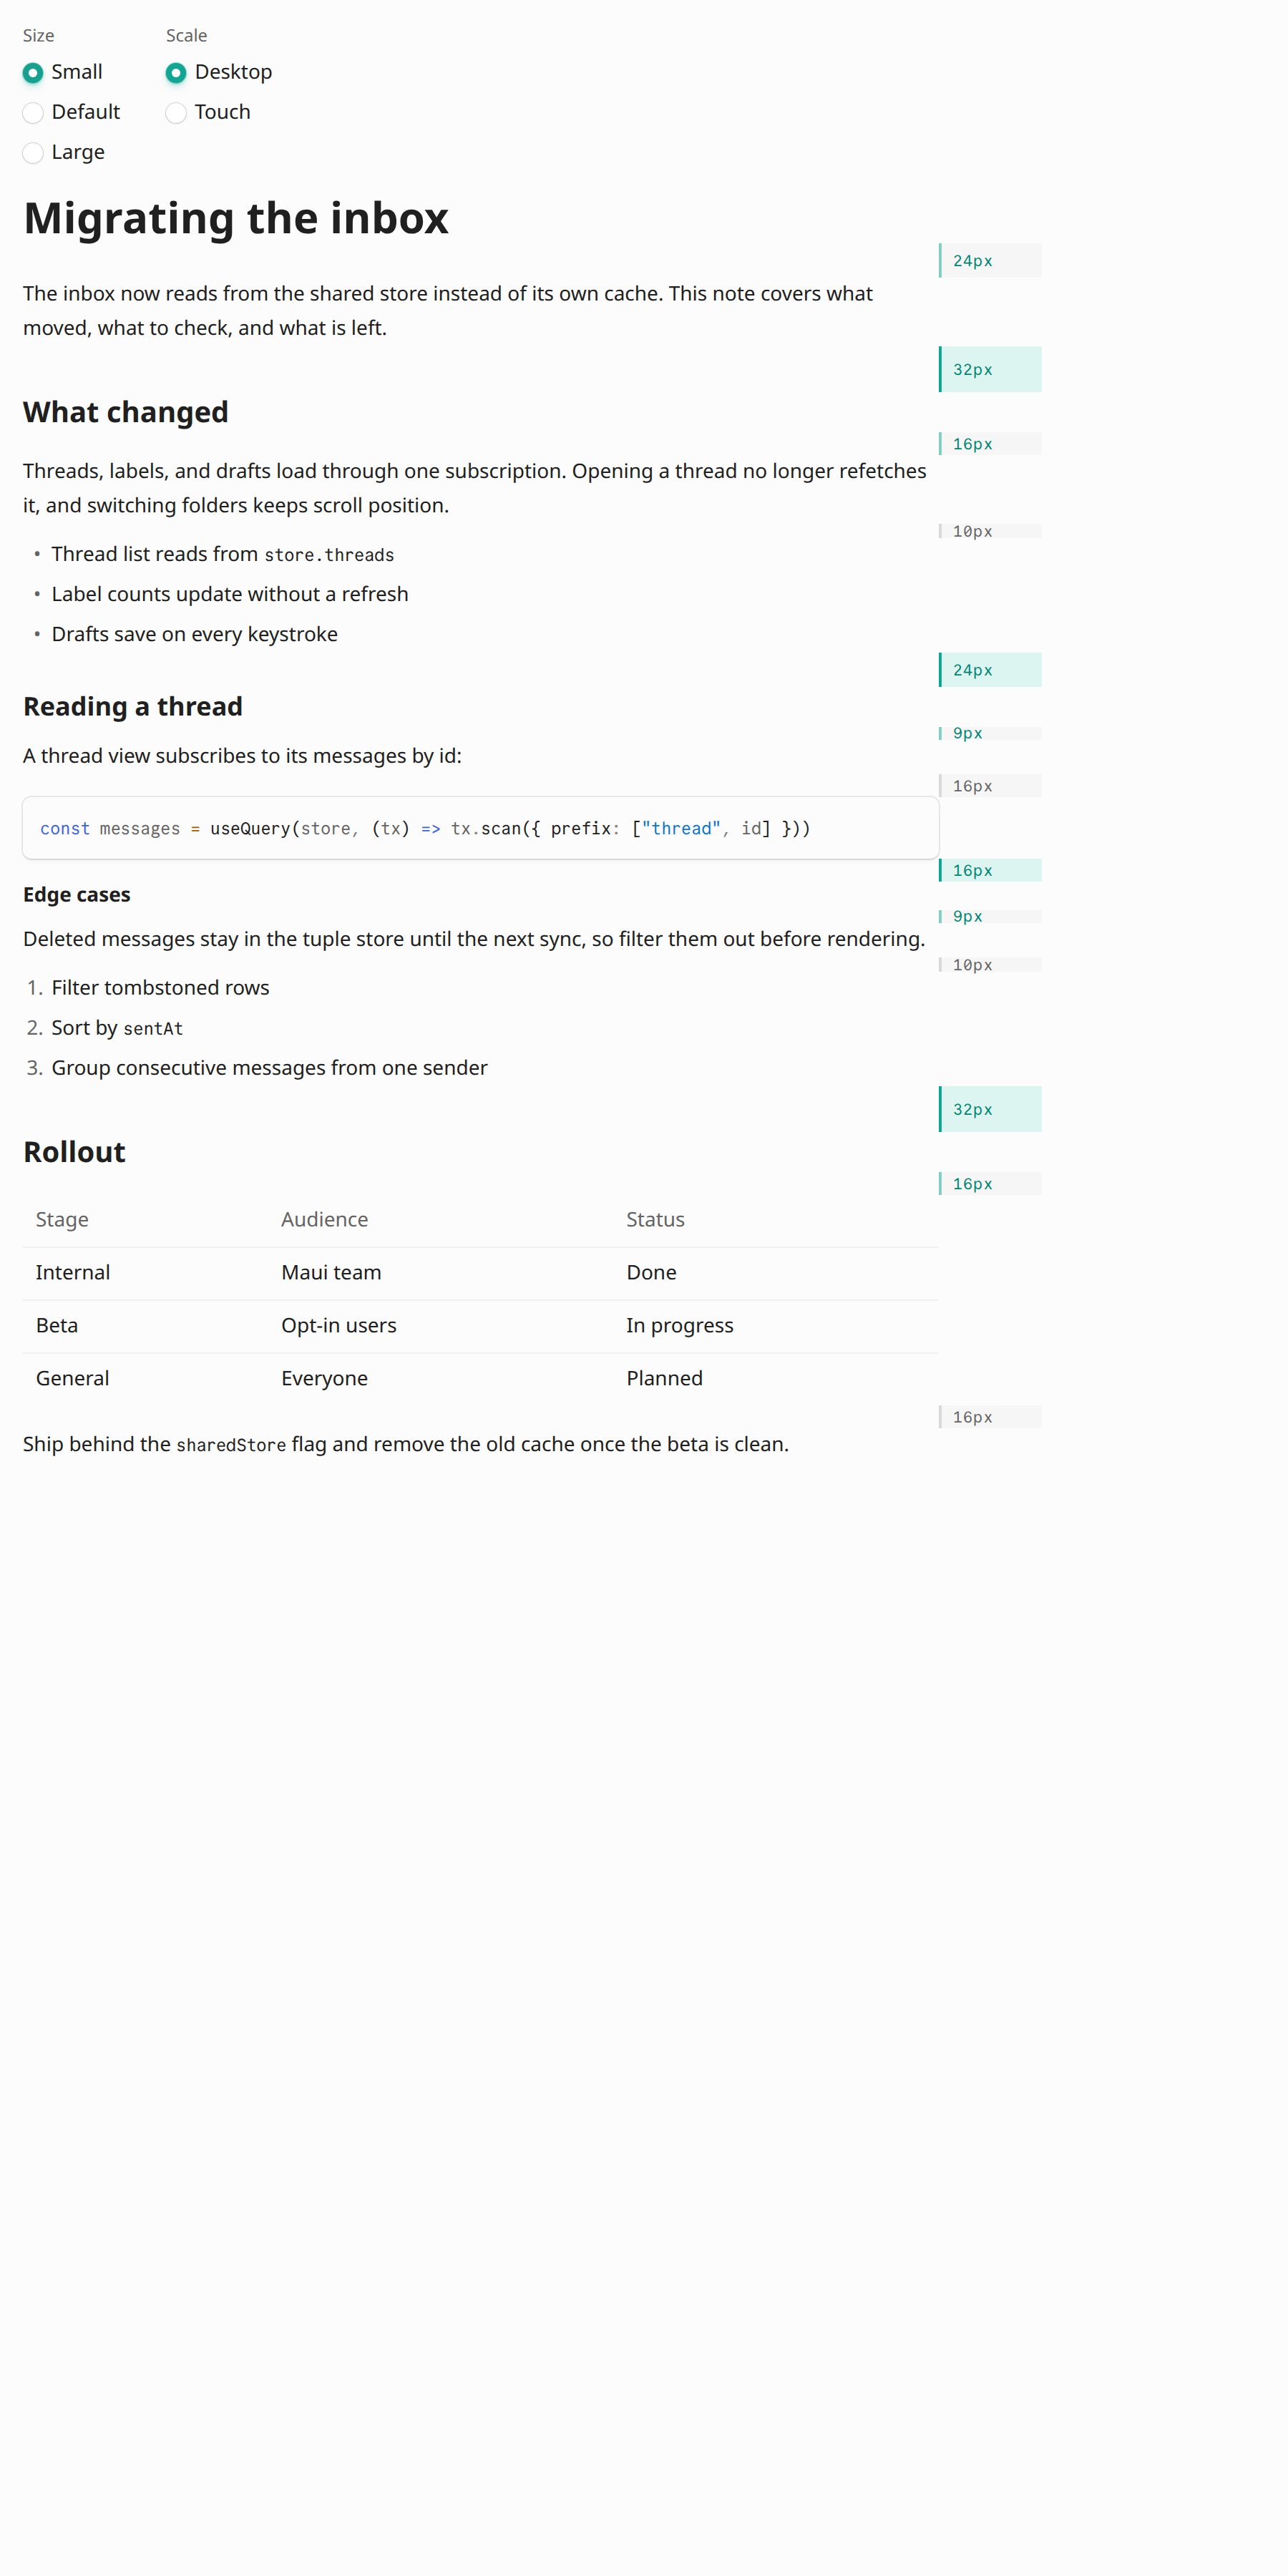 Size Scale
Small Desktop
Default Touch
Large
Migrating the inbox
24px
The inbox now reads from the shared store instead of its own cache. This note covers what
moved, what to check, and what is left.
32px
What changed
16px
Threads, labels, and drafts load through one subscription. Opening a thread no longer refetches
it, and switching folders keeps scroll position.
10px
• Thread list reads from store.threads
• Label counts update without a refresh
• Drafts save on every keystroke
24px
Reading a thread
9px
A thread view subscribes to its messages by id:
16px
const messages = useQuery(store, (tx) => tx.scan({ prefix: ["thread", id] }))
16px
Edge cases
9px
Deleted messages stay in the tuple store until the next sync, so filter them out before rendering.
10px
1. Filter tombstoned rows
2. Sort by sentAt
3. Group consecutive messages from one sender
32px
Rollout
16px
Stage Audience Status
Internal Maui team Done
Beta Opt-in users In progress
General Everyone Planned
16px
Ship behind the sharedStore flag and remove the old cache once the beta is clean.